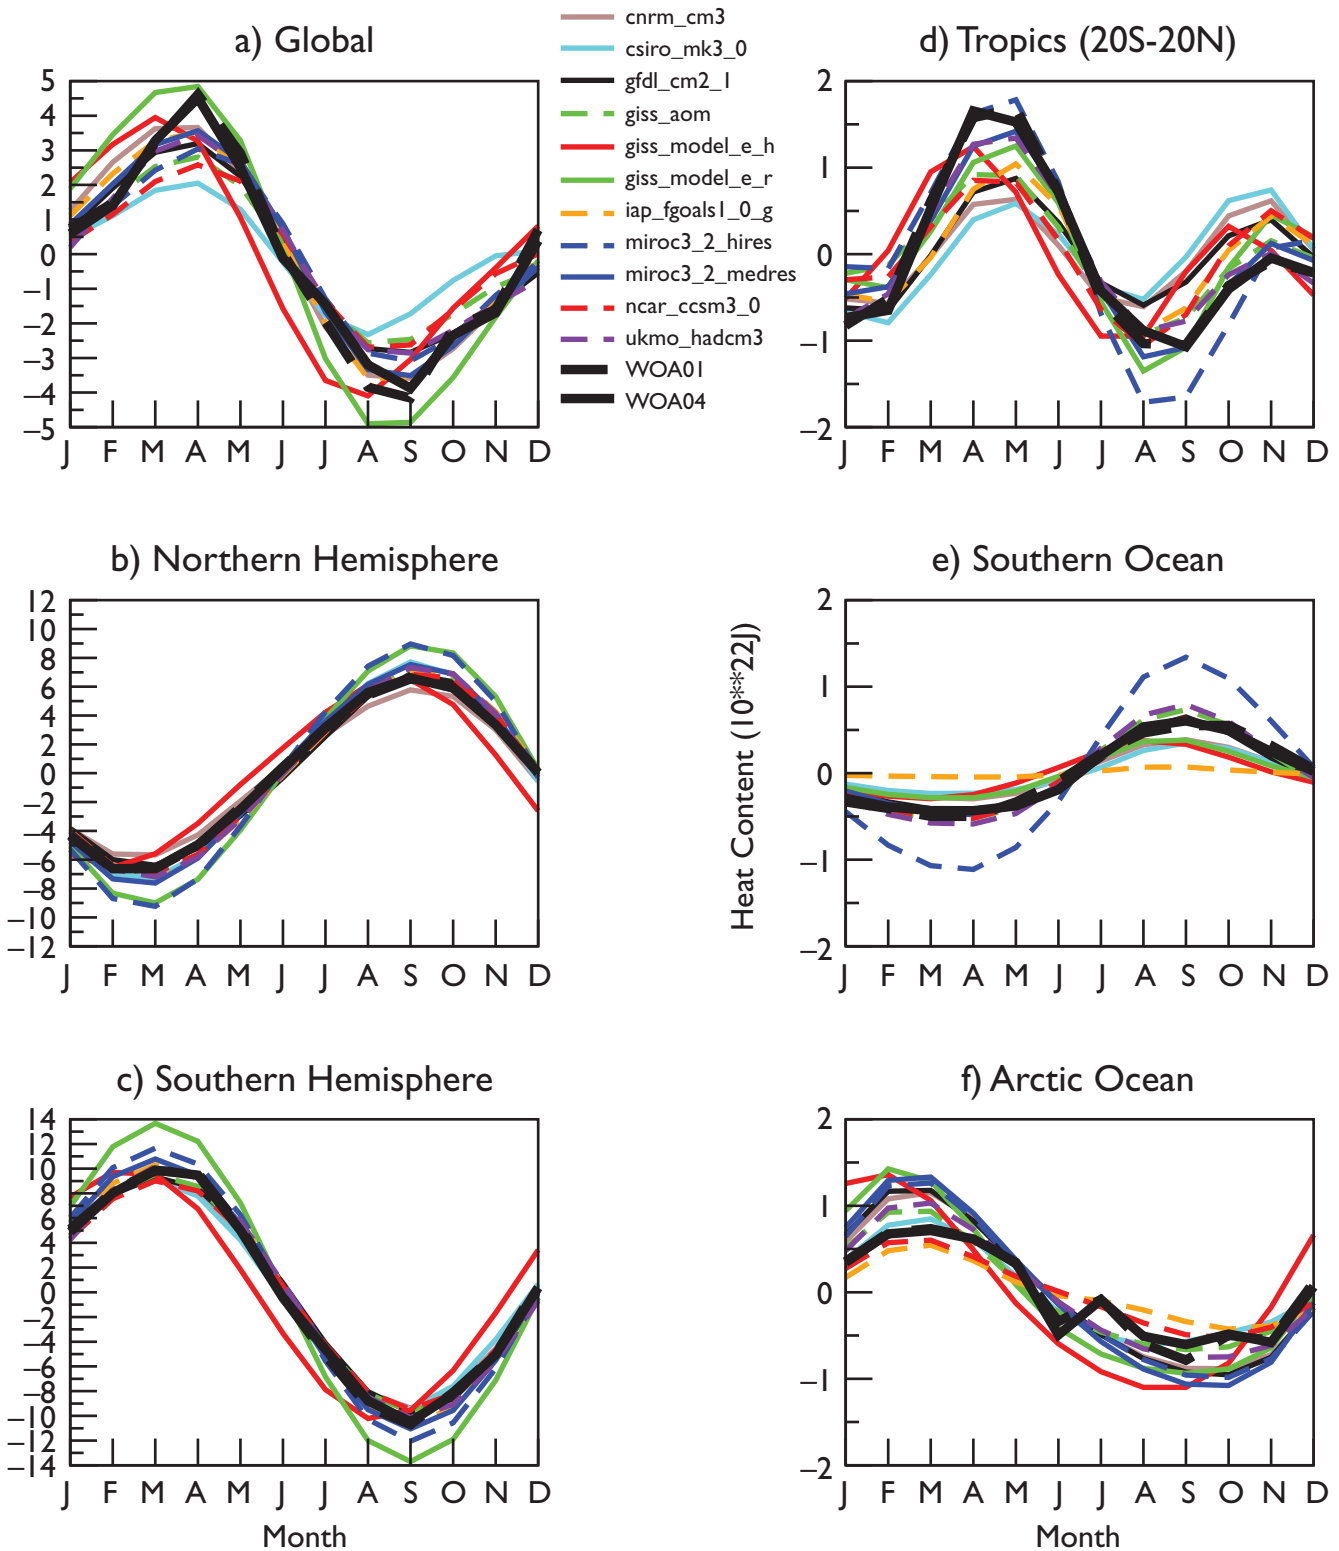 a) Global
5
4
3
2
1
0
−1
−2
−3
−4
−5
J F M A M J J A S O N D
cnrm_cm3
csiro_mk3_0
gfdl_cm2_1
giss_aom
giss_model_e_h
giss_model_e_r
iap_fgoals1_0_g
miroc3_2_hires
miroc3_2_medres
ncar_ccsm3_0
ukmo_hadcm3
WOA01
WOA04
d) Tropics (20S-20N)
2
1
0
−1
−2
J F M A M J J A S O N D
b) Northern Hemisphere
12
10
8
6
4
2
0
−2
−4
−6
−8
−10
−12
J F M A M J J A S O N D
e) Southern Ocean
Heat Content (10**22J)
2
1
0
−1
−2
J F M A M J J A S O N D
c) Southern Hemisphere
14
12
10
8
6
4
2
0
−2
−4
−6
−8
−10
−12
−14
J F M A M J J A S O N D
Month
f) Arctic Ocean
2
1
0
−1
−2
J F M A M J J A S O N D
Month